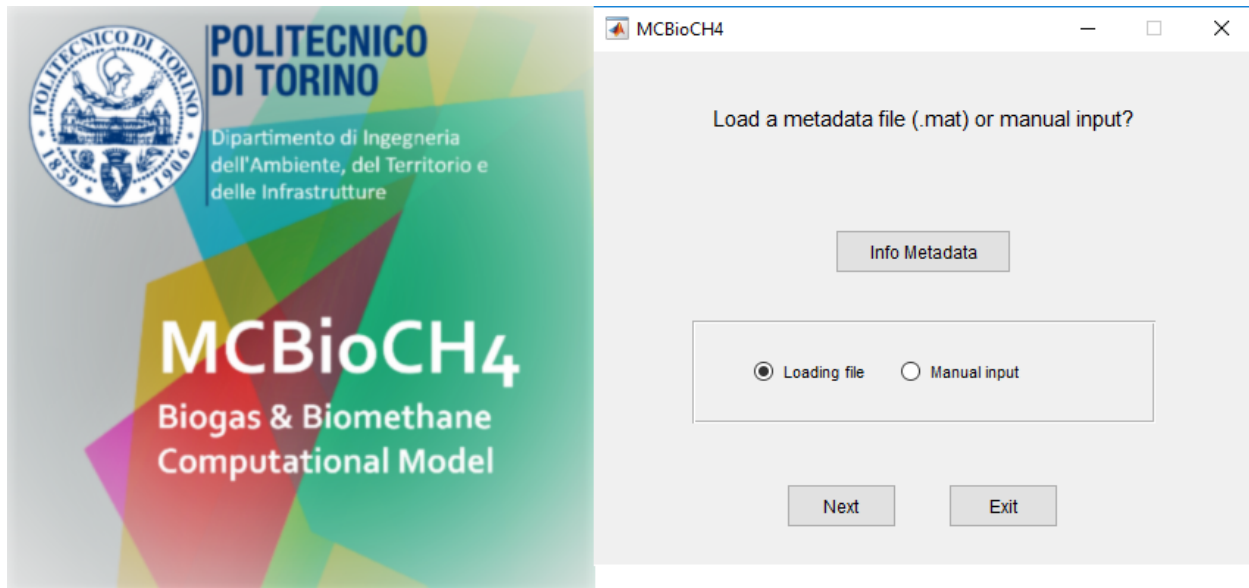 POLITECNICO DI TORINO
1859 • 1906
POLITECNICO
DI TORINO
Dipartimento di Ingegneria
dell'Ambiente, del Territorio e
delle Infrastrutture
MCBioCH4
Biogas & Biomethane
Computational Model
MCBioCH4
Load a metadata file (.mat) or manual input?
Info Metadata
Loading file Manual input
Next Exit